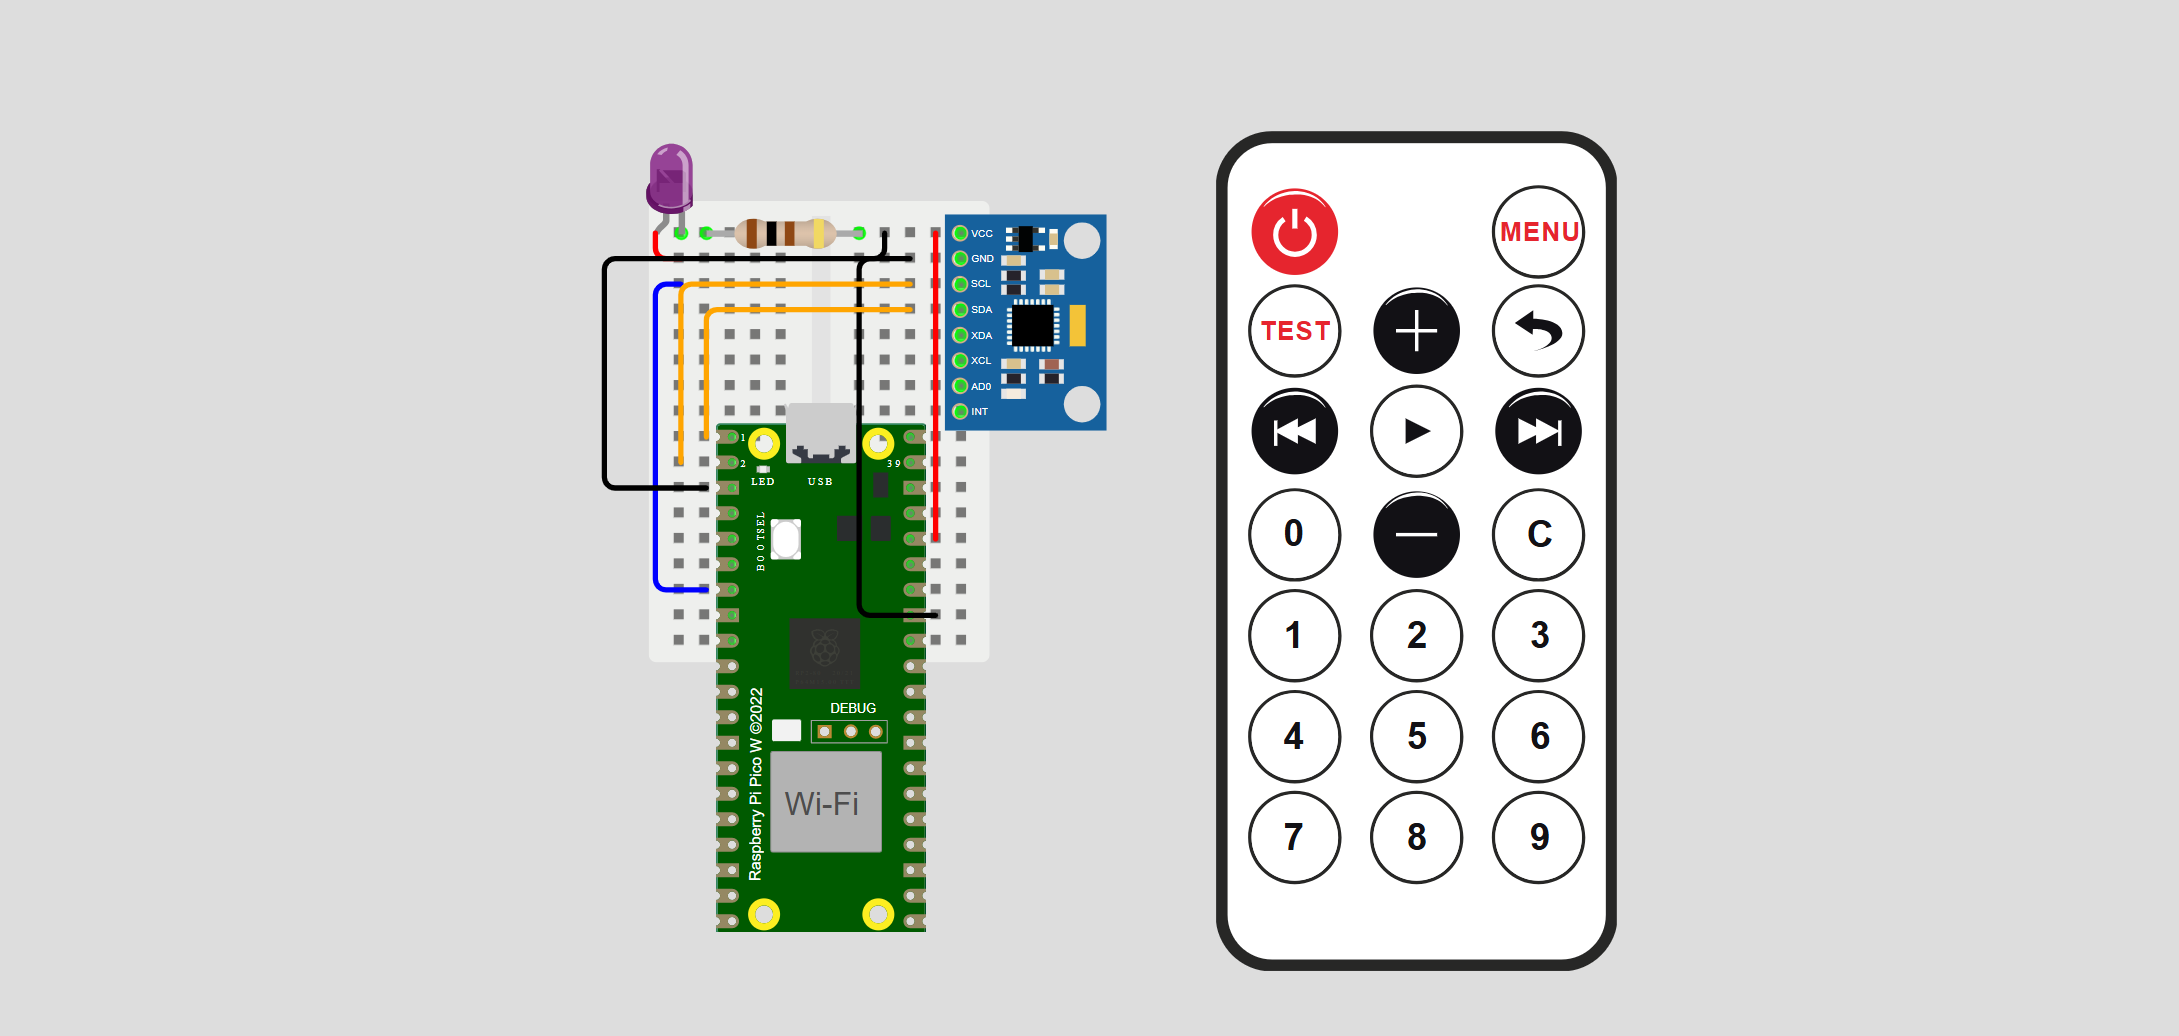 VCC
GND
SCL
SDA
XDA
XCL
AD0
INT
1
2
39
LED
USB
BOOTSEL
DEBUG
Raspberry Pi Pico W ©2022
Wi-Fi
MENU
TEST
0
C
1 2 3
4 5 6
7 8 9